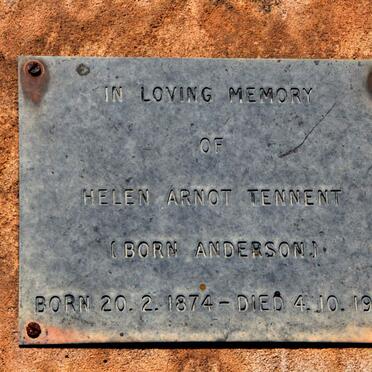 IN LOVING MEMORY
OF
HELEN ARNOT TENNENT
(BORN ANDERSON)
BORN 20. 2. 1874 – DIED 4. 10. 19